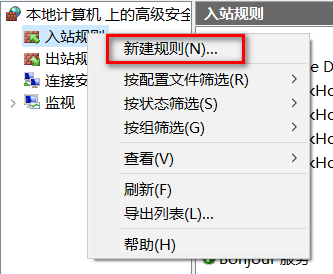 本地计算机 上的高级安全
入站规则
出站规则
连接安
监视
入站规则
新建规则(N)...
按配置文件筛选(R)
按状态筛选(S)
按组筛选(G)
查看(V)
刷新(F)
导出列表(L)...
帮助(H)
e D
kHo
kHo
kHo
Bonjour 服务